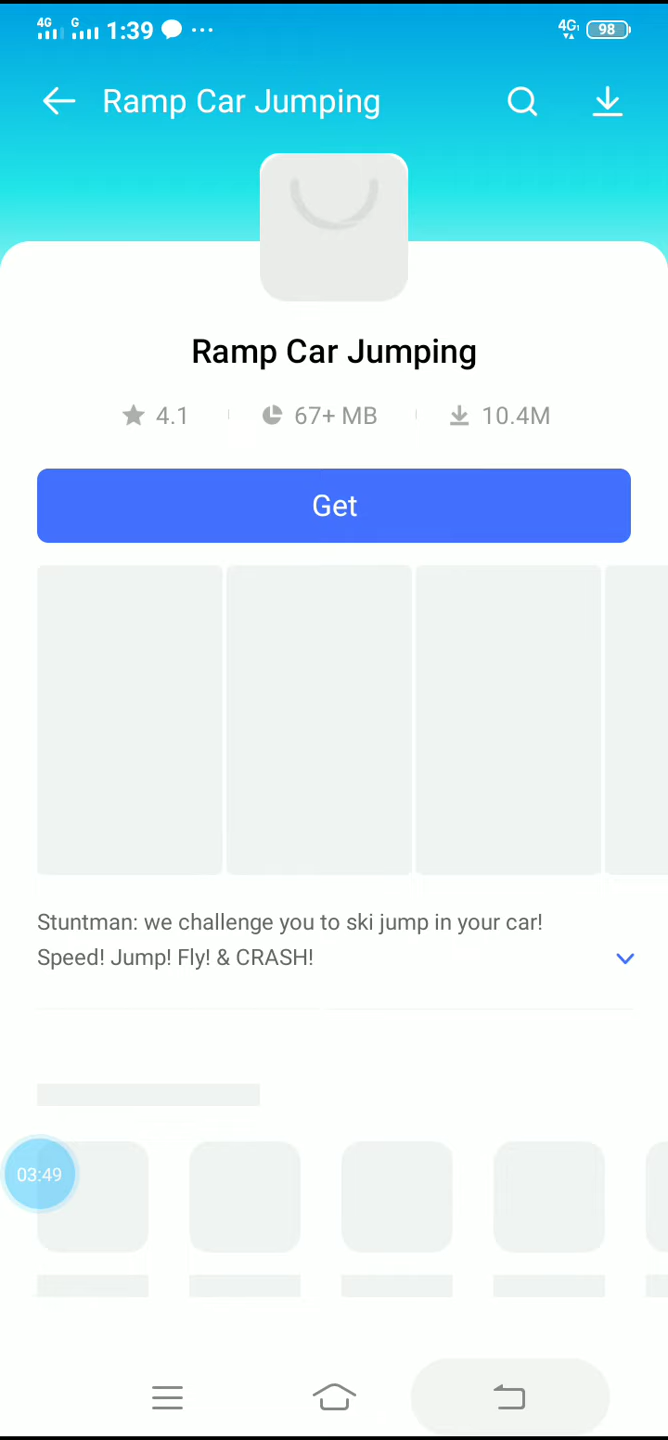 4G G 1:39 ... 4G 98
Ramp Car Jumping
Ramp Car Jumping
4.1 67+ MB 10.4M
Get
Stuntman: we challenge you to ski jump in your car!
Speed! Jump! Fly! & CRASH!
03:49